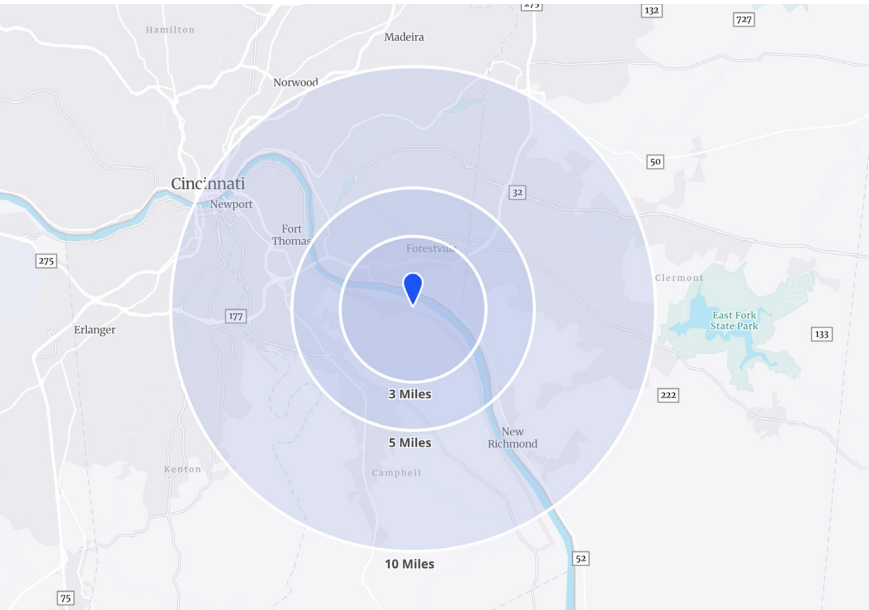 275
132
727
Hamilton
Madeira
Norwood
50
Cincinnati
32
Newport
Fort
Thomas
Forestville
275
Clermont
177
East Fork
State Park
Erlanger
133
3 Miles
222
5 Miles
New
Richmond
Kenton
Campbell
10 Miles
52
75